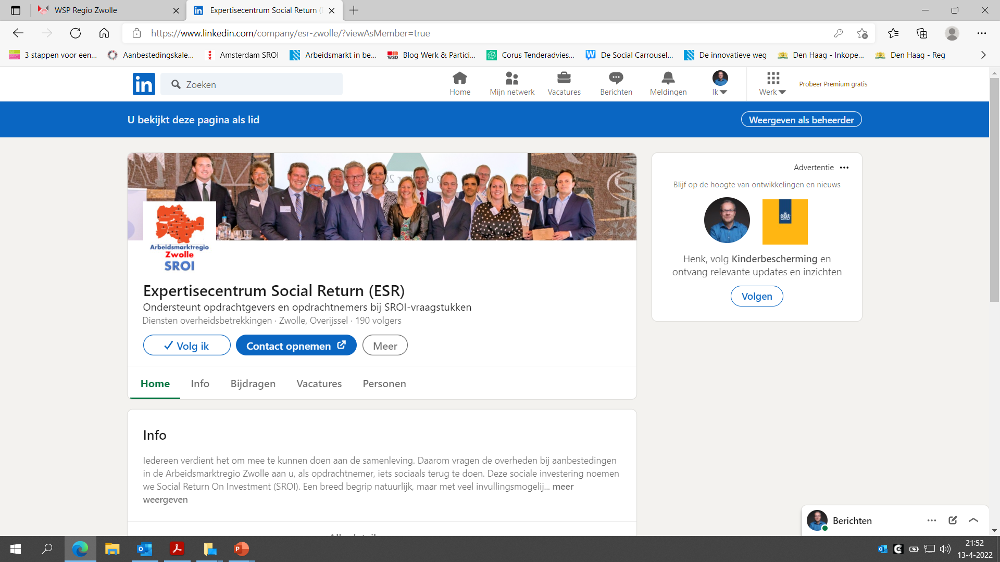 WSP Regio Zwolle
Expertisecentrum Social Return (
https://www.linkedin.com/company/esr-zwolle/?viewAsMember=true
3 stappen voor een...
Aanbestedingskale...
Amsterdam SROI
Arbeidsmarkt in be...
Blog Werk & Partici...
Corus Tenderadvies...
De Social Carrousel...
De innovatieve weg
Den Haag - Inkope...
Den Haag - Reg
in
Zoeken
Home
Mijn netwerk
Vacatures
Berichten
Meldingen
Ik
Werk
Probeer Premium gratis
U bekijkt deze pagina als lid
Weergeven als beheerder
Arbeidsmarktregio
Zwolle
SROI
Expertisecentrum Social Return (ESR)
Ondersteunt opdrachtgevers en opdrachtnemers bij SROI-vraagstukken
Diensten overheidsbetrekkingen · Zwolle, Overijssel · 190 volgers
Volg ik
Contact opnemen
Meer
Home
Info
Bijdragen
Vacatures
Personen
Info
Iedereen verdient het om mee te kunnen doen aan de samenleving. Daarom vragen de overheden bij aanbestedingen
in de Arbeidsmarktregio Zwolle aan u, als opdrachtnemer, iets sociaals terug te doen. Deze sociale investering noemen
we Social Return On Investment (SROI). Een breed begrip natuurlijk, maar met veel invullingsmogelij... meer
weergeven
Advertentie
Blijf op de hoogte van ontwikkelingen en nieuws
Henk, volg Kinderbescherming en
ontvang relevante updates en inzichten
Volgen
Berichten
21:52
13-4-2022